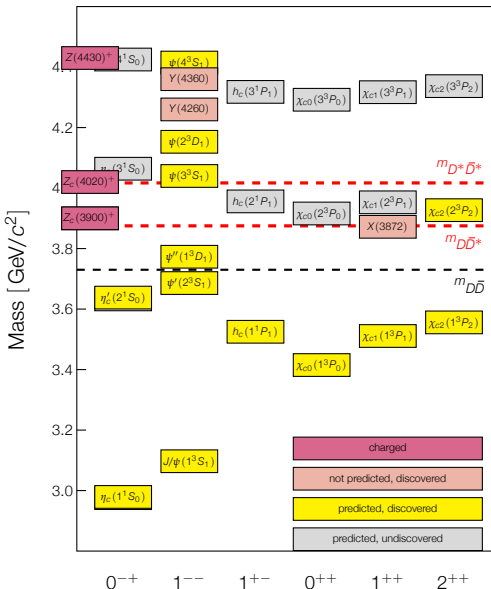 Mass [ GeV/c²]
4.4
4.2
4
3.8
3.6
3.4
3.2
3.0
Z(4430)⁺
4¹S₀)
ψ(4³S₁)
Y(4360)
Y(4260)
h_c(3¹P₁)
χ_c0(3³P₀)
χ_c1(3³P₁)
χ_c2(3³P₂)
ψ(2³D₁)
η_c(3¹S₀)
ψ(3³S₁)
m_D*D̄*
Z_c(4020)⁺
h_c(2¹P₁)
χ_c0(2³P₀)
χ_c1(2³P₁)
χ_c2(2³P₂)
Z_c(3900)⁺
X(3872)
m_DD̄*
ψ′′(1³D₁)
ψ′(2³S₁)
m_DD̄
η′_c(2¹S₀)
h_c(1¹P₁)
χ_c0(1³P₀)
χ_c1(1³P₁)
χ_c2(1³P₂)
J/ψ(1³S₁)
η_c(1¹S₀)
charged
not predicted, discovered
predicted, discovered
predicted, undiscovered
0⁻⁺ 1⁻⁻ 1⁺⁻ 0⁺⁺ 1⁺⁺ 2⁺⁺